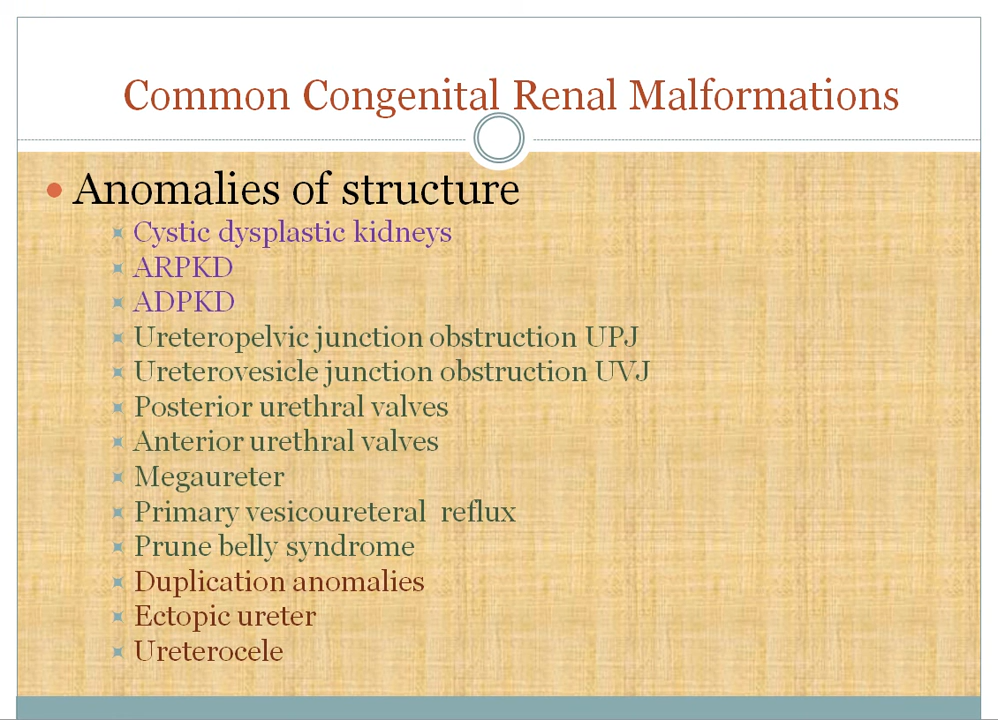 Common Congenital Renal Malformations
Anomalies of structure
Cystic dysplastic kidneys
ARPKD
ADPKD
Ureteropelvic junction obstruction UPJ
Ureterovesicle junction obstruction UVJ
Posterior urethral valves
Anterior urethral valves
Megaureter
Primary vesicoureteral reflux
Prune belly syndrome
Duplication anomalies
Ectopic ureter
Ureterocele